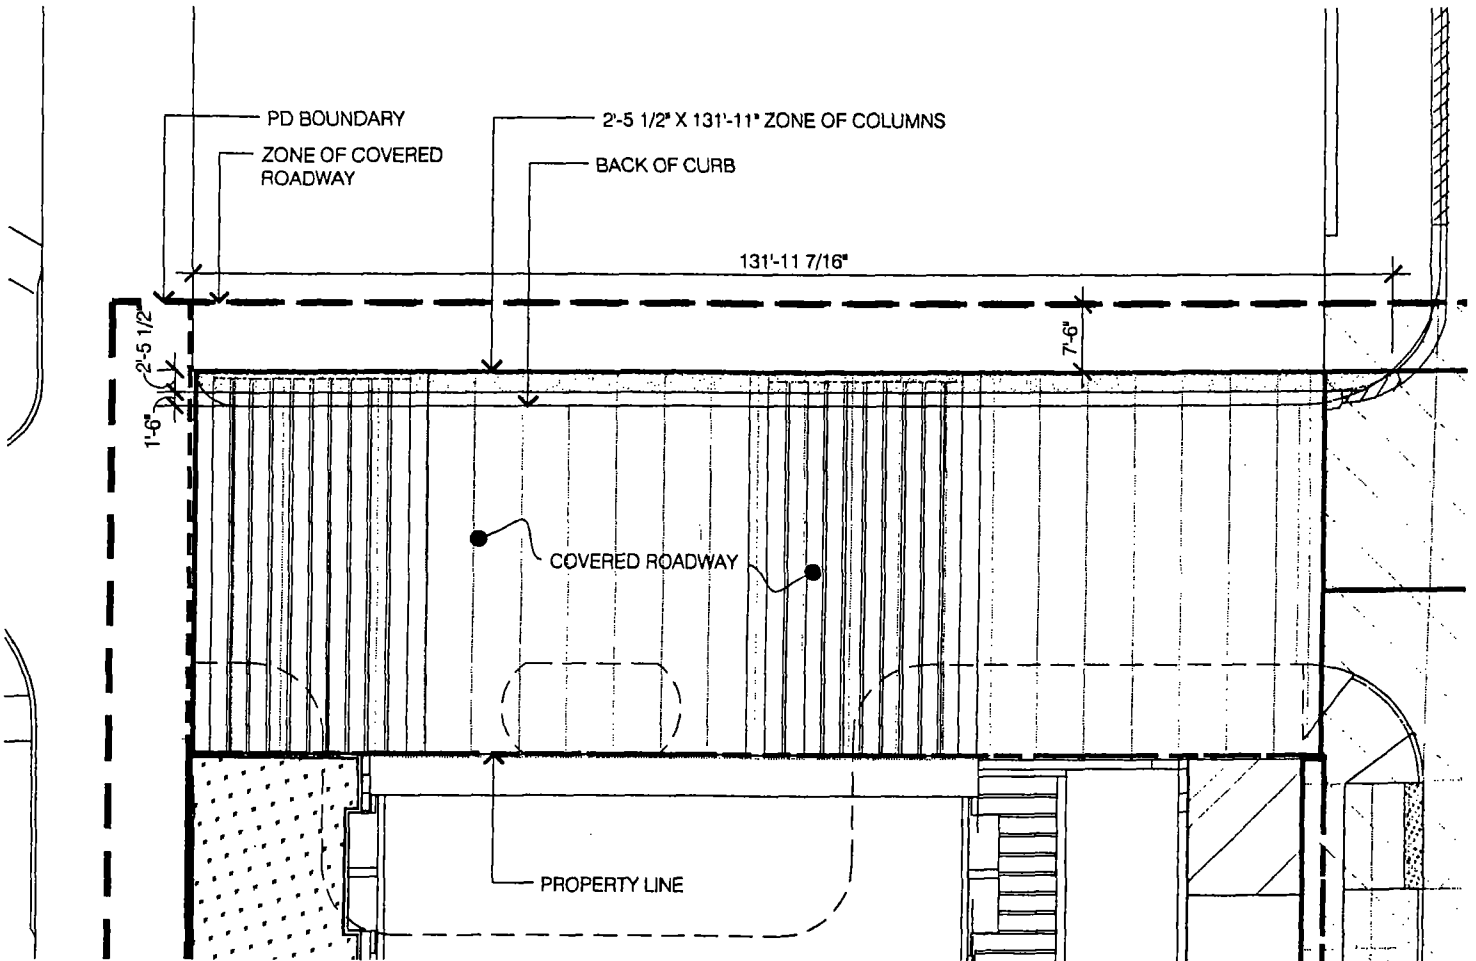 PD BOUNDARY
2'-5 1/2" X 131'-11" ZONE OF COLUMNS
ZONE OF COVERED
ROADWAY
BACK OF CURB
131'-11 7/16"
2'-5 1/2"
7'-6"
1'-6"
COVERED ROADWAY
PROPERTY LINE